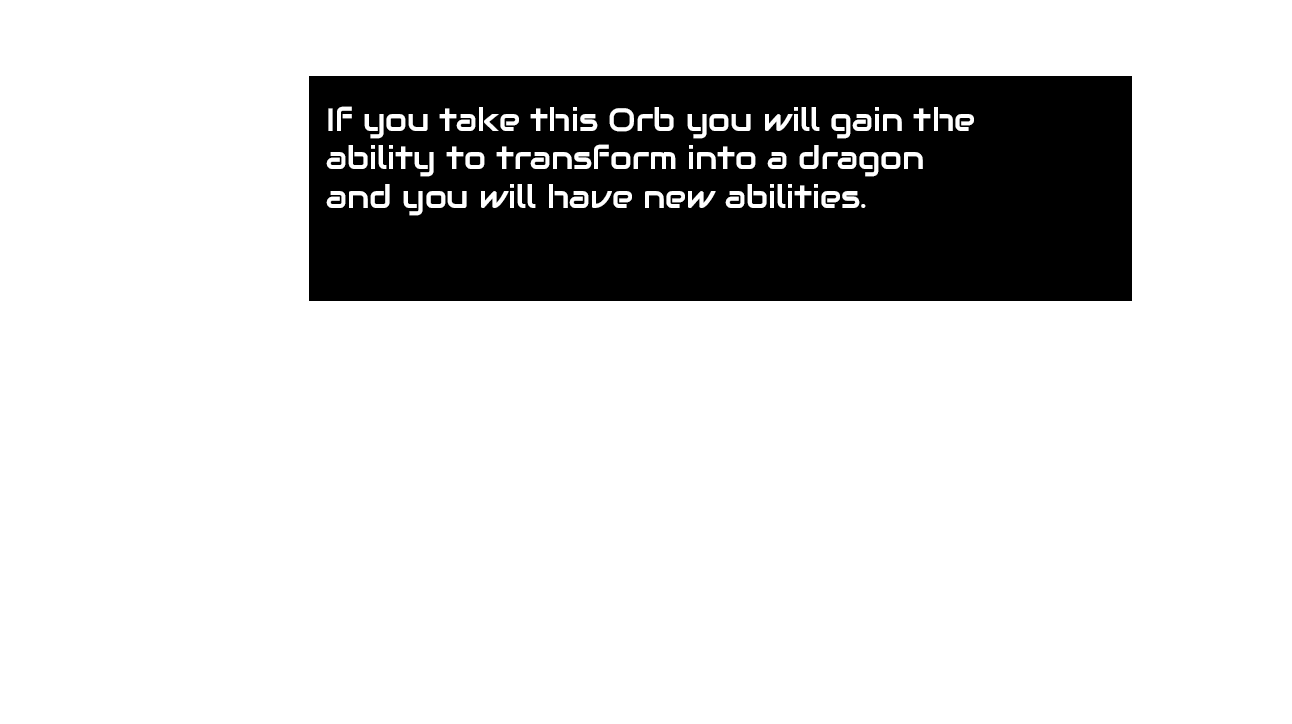 If you take this Orb you will gain the
ability to transform into a dragon
and you will have new abilities.